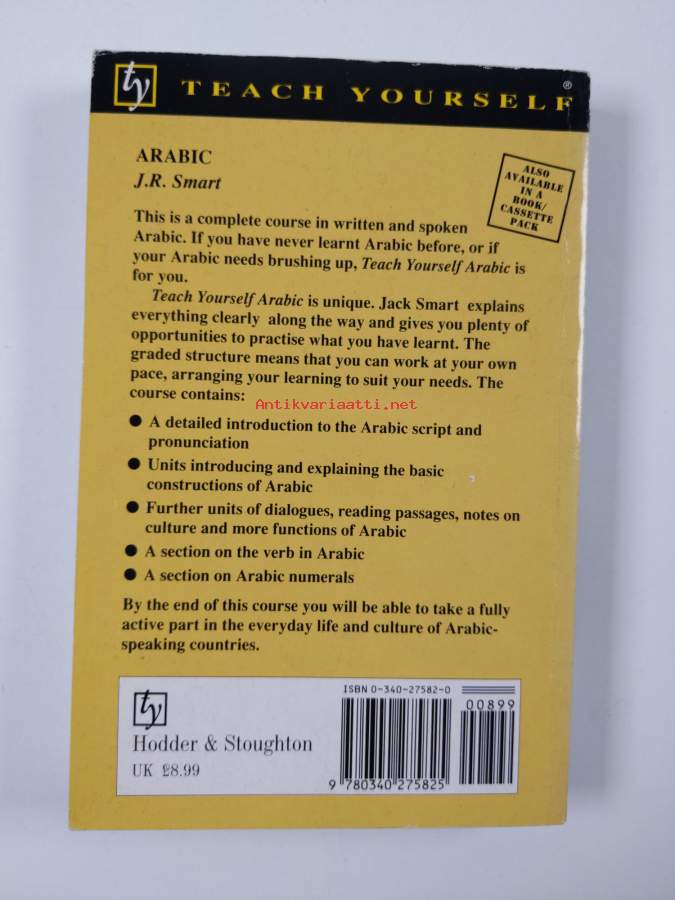 ty TEACH YOURSELF®
ARABIC
J.R. Smart
ALSO
AVAILABLE
IN A
BOOK/
CASSETTE
PACK
This is a complete course in written and spoken
Arabic. If you have never learnt Arabic before, or if
your Arabic needs brushing up, Teach Yourself Arabic is
for you.
Teach Yourself Arabic is unique. Jack Smart explains
everything clearly along the way and gives you plenty of
opportunities to practise what you have learnt. The
graded structure means that you can work at your own
pace, arranging your learning to suit your needs. The
course contains:
Antikvariaatti.net
● A detailed introduction to the Arabic script and
pronunciation
● Units introducing and explaining the basic
constructions of Arabic
● Further units of dialogues, reading passages, notes on
culture and more functions of Arabic
● A section on the verb in Arabic
● A section on Arabic numerals
By the end of this course you will be able to take a fully
active part in the everyday life and culture of Arabic-
speaking countries.
ty
Hodder & Stoughton
UK £8.99
ISBN 0-340-27582-0
00899
9 780340 275825